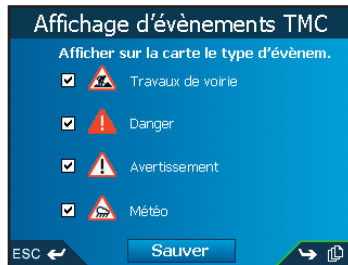 Affichage d'évènements TMC
Afficher sur la carte le type d'évènem.
Travaux de voirie
Danger
Avertissement
Météo
ESC Sauver